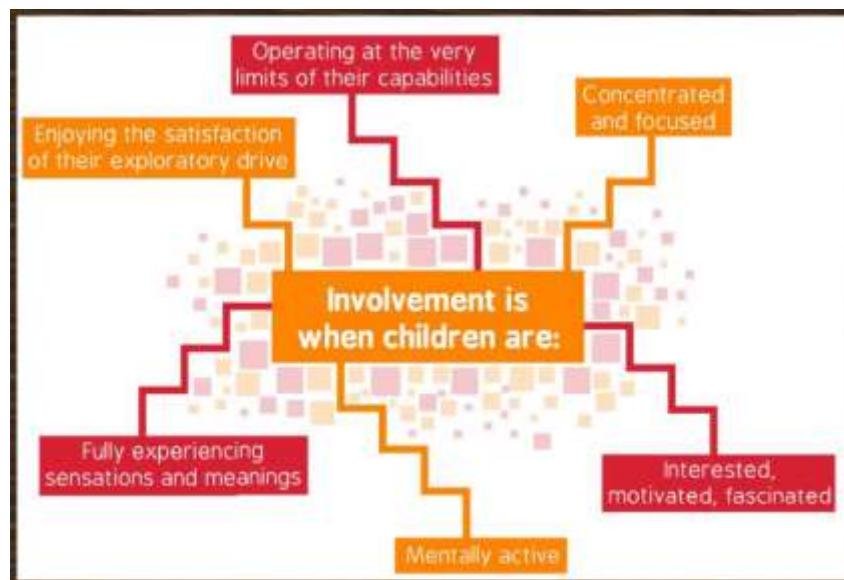 Operating at the very
limits of their capabilities
Concentrated
and focused
Enjoying the satisfaction
of their exploratory drive
Involvement is
when children are:
Fully experiencing
sensations and meanings
Interested,
motivated, fascinated
Mentally active